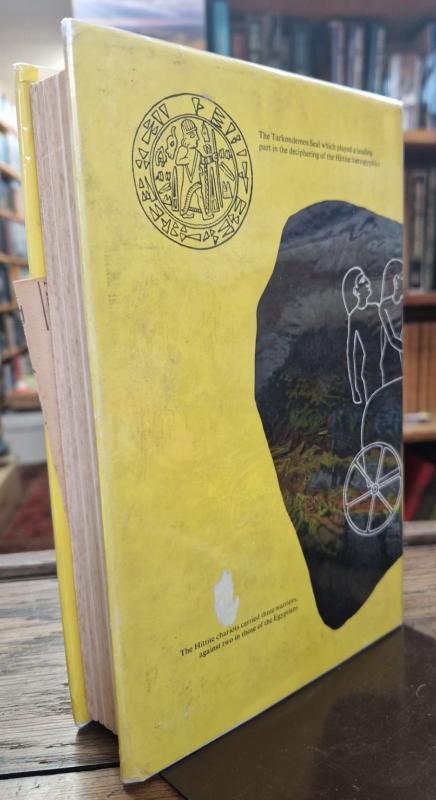 The Tarkondemos Seal which played a leading
part in the deciphering of the Hittite hieroglyphics
The Hittite chariots carried three warriors,
against two in those of the Egyptians